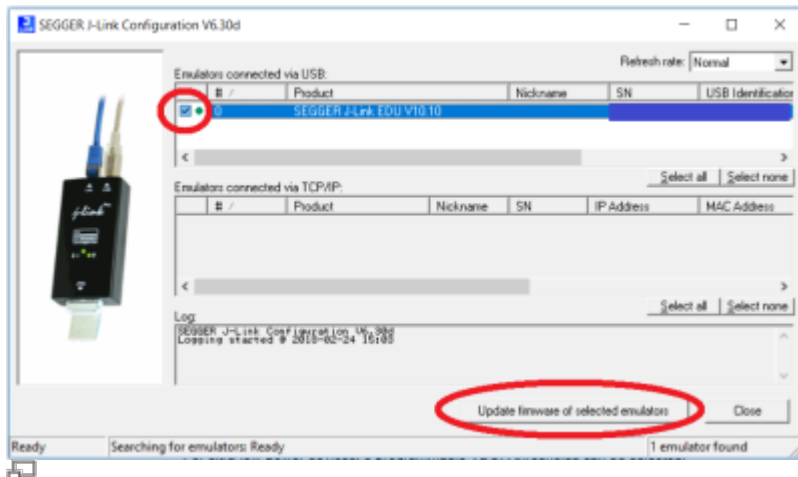 SEGGER J-Link Configuration V6.30d
Refresh rate: Normal
Emulators connected via USB:
# / Product Nickname SN USB Identification
0 SEGGER J-Link EDU V10.10
Select all Select none
Emulators connected via TCP/IP:
# / Product Nickname SN IP Address MAC Address
Select all Select none
Log:
SEGGER J-Link Configuration V6.30d
Logging started @ 2018-02-24 15:03
Update firmware of selected emulators Close
Ready Searching for emulators: Ready 1 emulator found